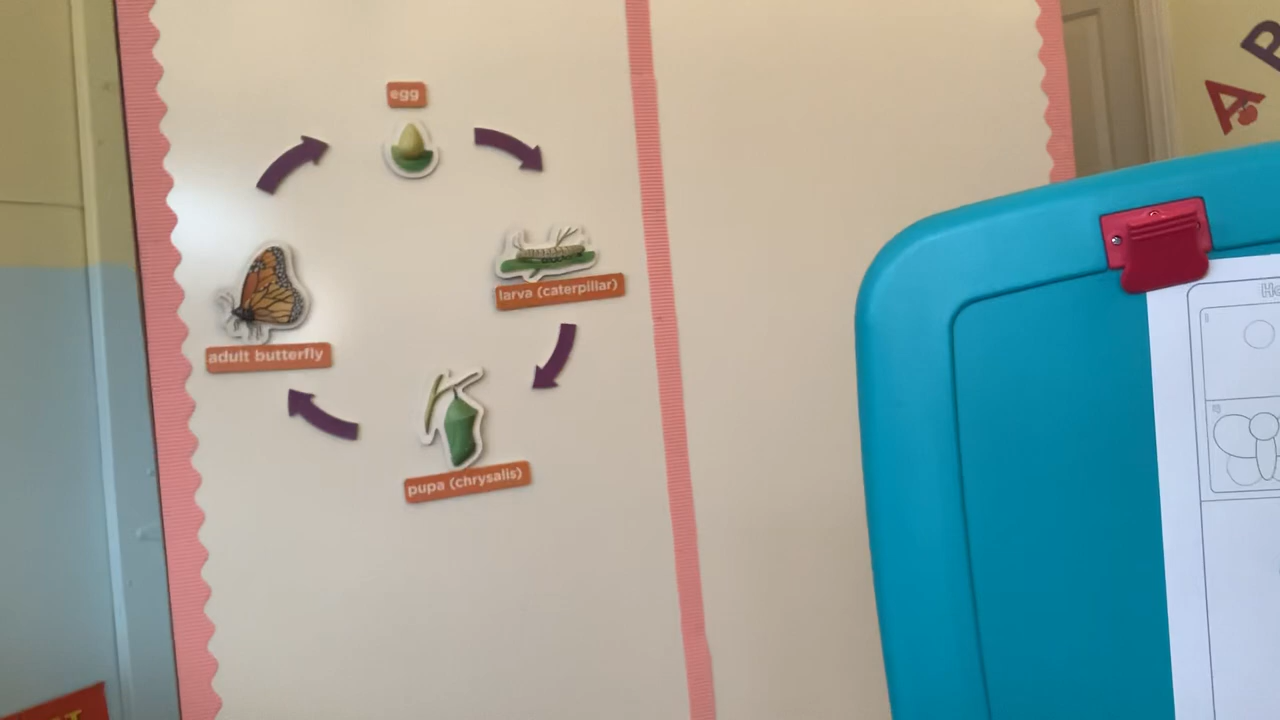 egg
larva (caterpillar)
adult butterfly
pupa (chrysalis)
A B